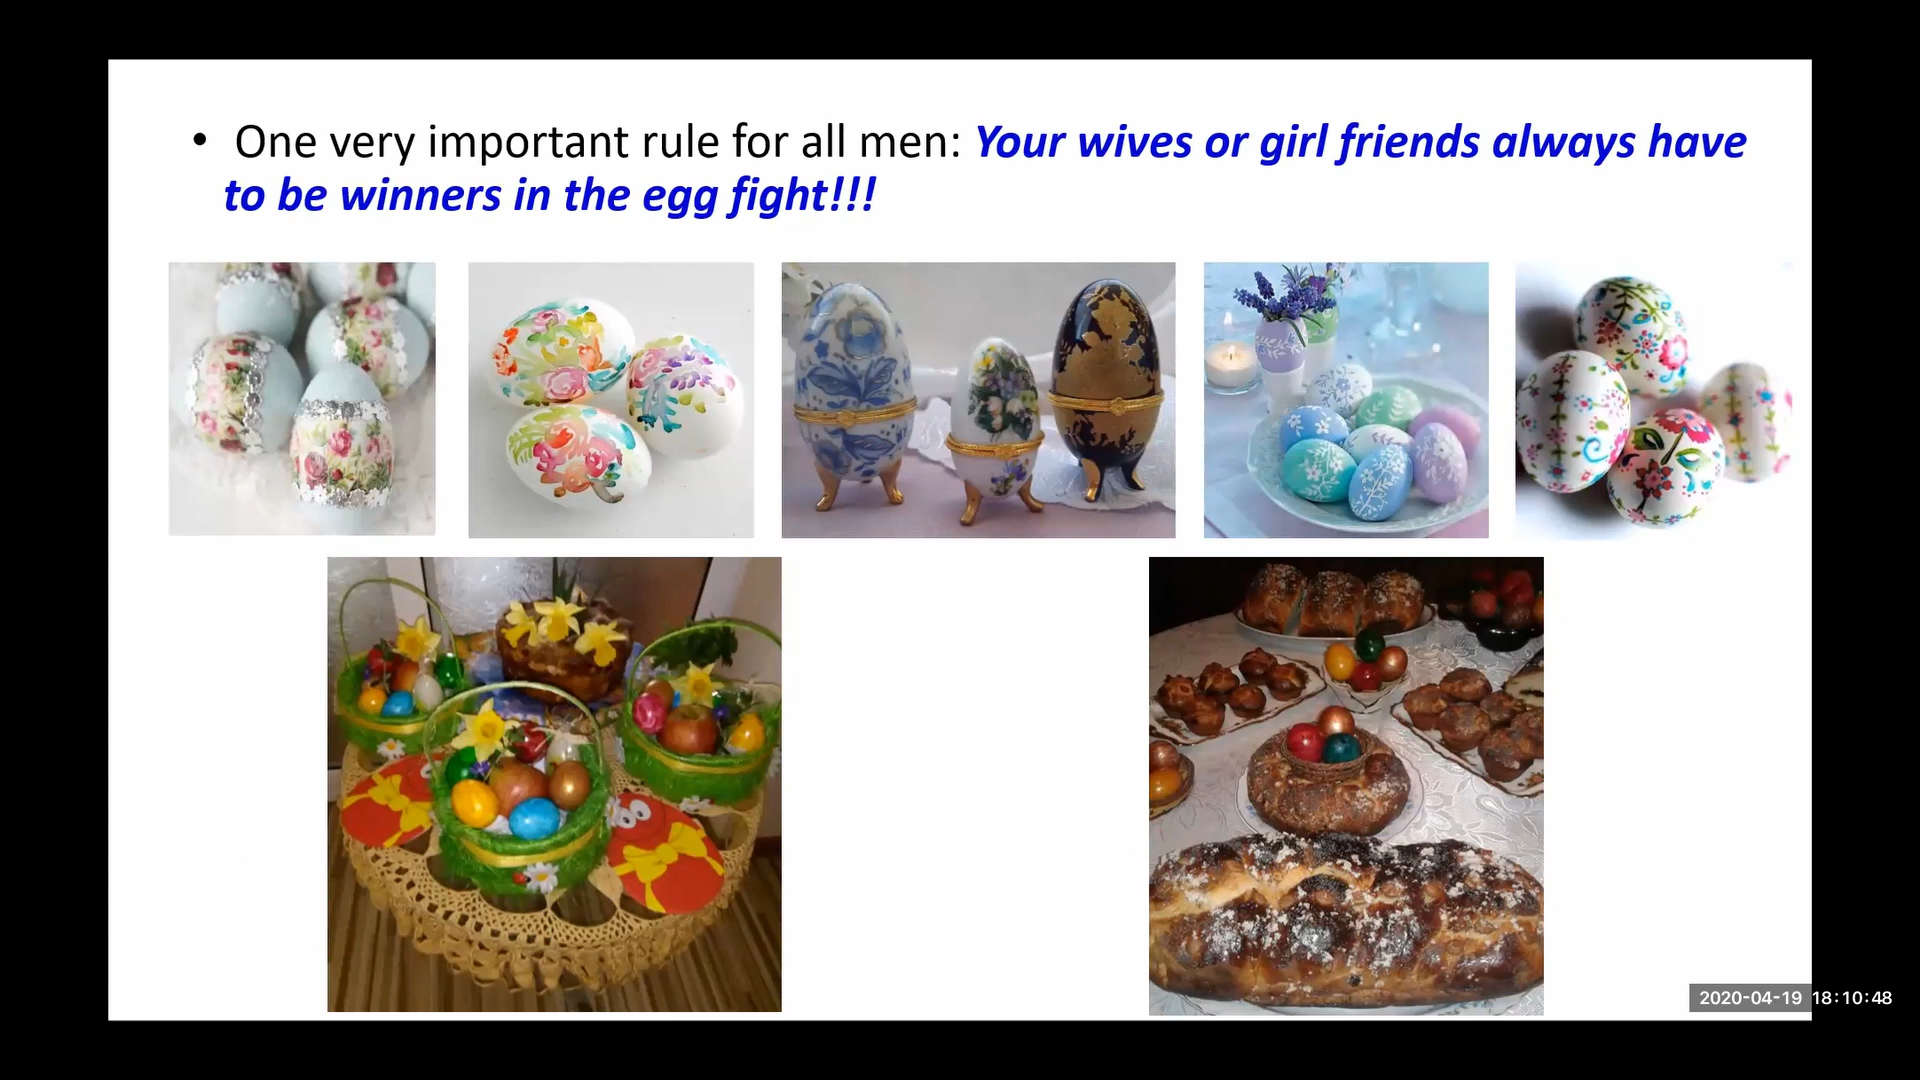 • One very important rule for all men: Your wives or girl friends always have
to be winners in the egg fight!!!
2020-04-19 18:10:48